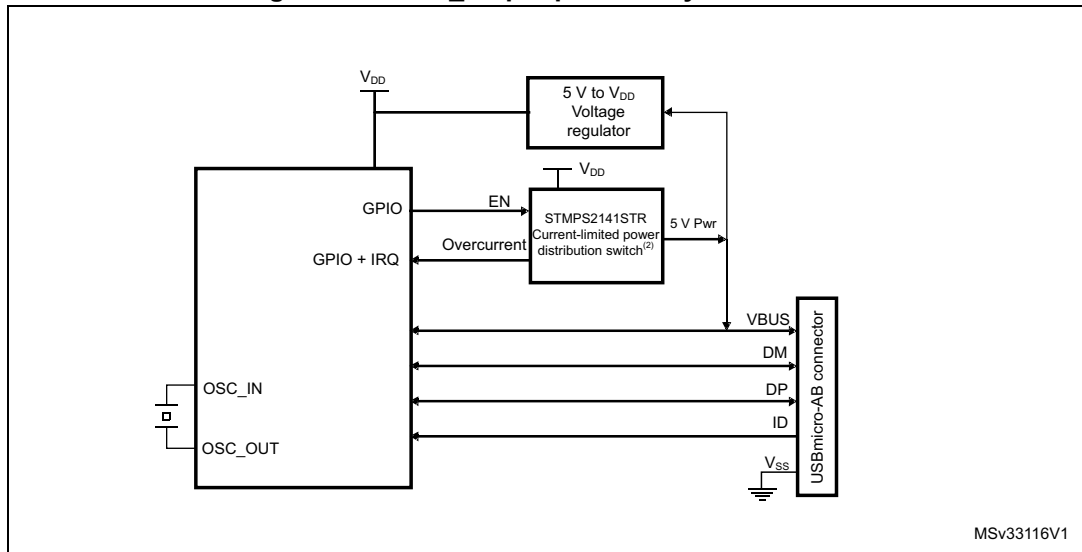 V_DD
5 V to V_DD
Voltage
regulator
V_DD
GPIO
EN
STMPS2141STR
Current-limited power
distribution switch(2)
5 V Pwr
Overcurrent
GPIO + IRQ
VBUS
DM
DP
ID
V_SS
OSC_IN
OSC_OUT
USBmicro-AB connector
MSv33116V1